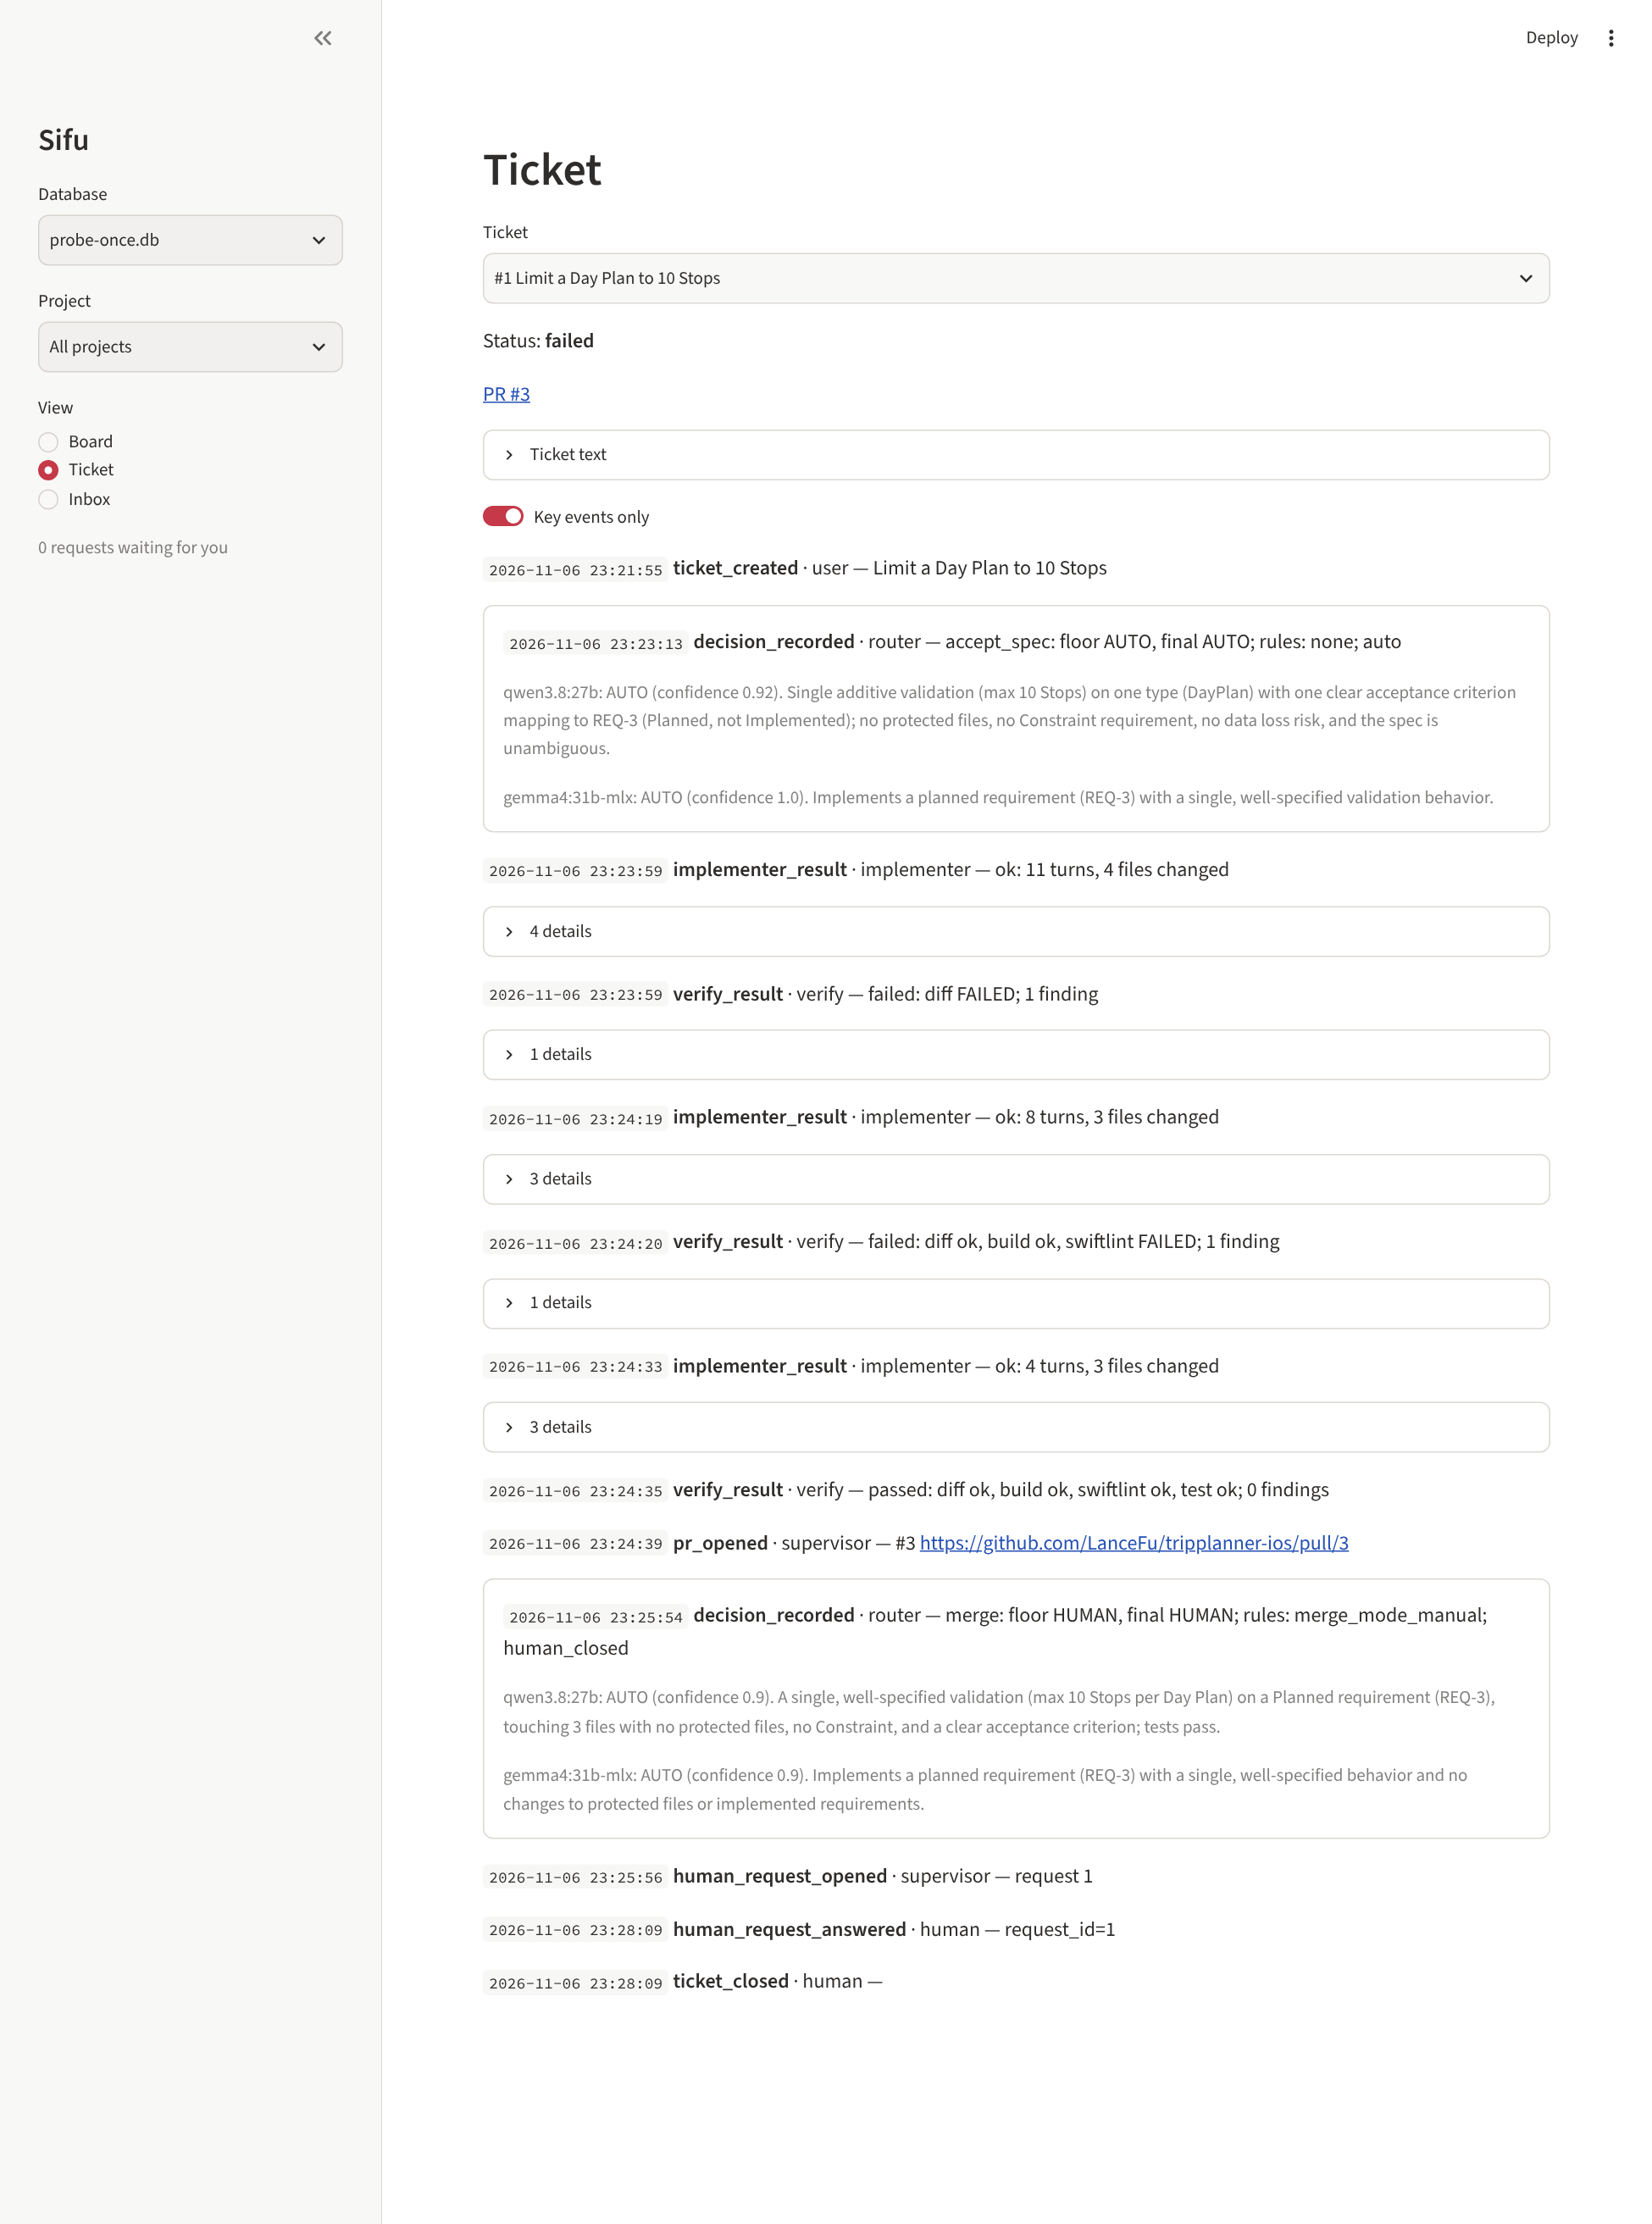 Deploy
Sifu
Database
probe-once.db
Project
All projects
View
Board
Ticket
Inbox
0 requests waiting for you
Ticket
Ticket
#1 Limit a Day Plan to 10 Stops
Status: failed
PR #3
Ticket text
Key events only
2026-11-06 23:21:55 ticket_created · user — Limit a Day Plan to 10 Stops
2026-11-06 23:23:13 decision_recorded · router — accept_spec: floor AUTO, final AUTO; rules: none; auto
qwen3.8:27b: AUTO (confidence 0.92). Single additive validation (max 10 Stops) on one type (DayPlan) with one clear acceptance criterion
mapping to REQ-3 (Planned, not Implemented); no protected files, no Constraint requirement, no data loss risk, and the spec is
unambiguous.
gemma4:31b-mlx: AUTO (confidence 1.0). Implements a planned requirement (REQ-3) with a single, well-specified validation behavior.
2026-11-06 23:23:59 implementer_result · implementer — ok: 11 turns, 4 files changed
4 details
2026-11-06 23:23:59 verify_result · verify — failed: diff FAILED; 1 finding
1 details
2026-11-06 23:24:19 implementer_result · implementer — ok: 8 turns, 3 files changed
3 details
2026-11-06 23:24:20 verify_result · verify — failed: diff ok, build ok, swiftlint FAILED; 1 finding
1 details
2026-11-06 23:24:33 implementer_result · implementer — ok: 4 turns, 3 files changed
3 details
2026-11-06 23:24:35 verify_result · verify — passed: diff ok, build ok, swiftlint ok, test ok; 0 findings
2026-11-06 23:24:39 pr_opened · supervisor — #3 https://github.com/LanceFu/tripplanner-ios/pull/3
2026-11-06 23:25:54 decision_recorded · router — merge: floor HUMAN, final HUMAN; rules: merge_mode_manual;
human_closed
qwen3.8:27b: AUTO (confidence 0.9). A single, well-specified validation (max 10 Stops per Day Plan) on a Planned requirement (REQ-3),
touching 3 files with no protected files, no Constraint, and a clear acceptance criterion; tests pass.
gemma4:31b-mlx: AUTO (confidence 0.9). Implements a planned requirement (REQ-3) with a single, well-specified behavior and no
changes to protected files or implemented requirements.
2026-11-06 23:25:56 human_request_opened · supervisor — request 1
2026-11-06 23:28:09 human_request_answered · human — request_id=1
2026-11-06 23:28:09 ticket_closed · human —